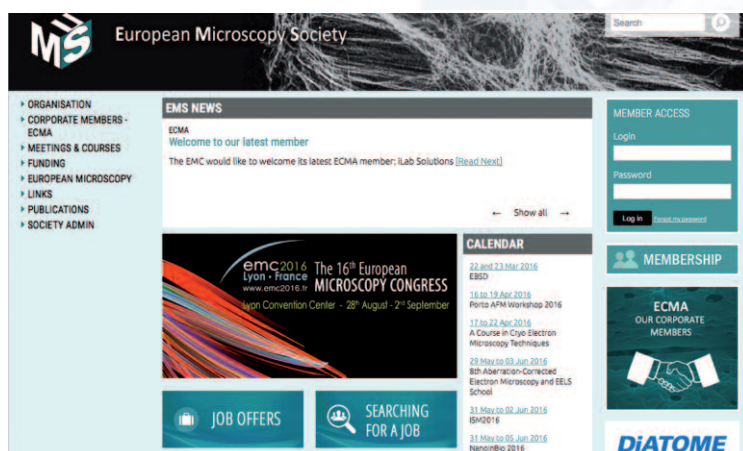 MS
European Microscopy Society
Search
ORGANISATION
CORPORATE MEMBERS -
ECMA
MEETINGS & COURSES
FUNDING
EUROPEAN MICROSCOPY
LINKS
PUBLICATIONS
SOCIETY ADMIN
EMS NEWS
ECMA
Welcome to our latest member
The EMC would like to welcome its latest ECMA member; iLab Solutions [Read Next]
← Show all →
emc2016
Lyon • France
www.emc2016.fr
The 16th European
MICROSCOPY CONGRESS
Lyon Convention Center - 28th August - 2nd September
JOB OFFERS
SEARCHING
FOR A JOB
CALENDAR
22 and 23 Mar 2016
EBSD
16 to 19 Apr 2016
Porto AFM Workshop 2016
17 to 22 Apr 2016
A Course in Cryo Electron
Microscopy Techniques
29 May to 03 Jun 2016
8th Aberration-Corrected
Electron Microscopy and EELS
School
31 May to 02 Jun 2016
ISM2016
31 May to 05 Jun 2016
NanoinBio 2016
MEMBER ACCESS
Login
Password
Log in Forgot my password
MEMBERSHIP
ECMA
OUR CORPORATE
MEMBERS
DiATOME